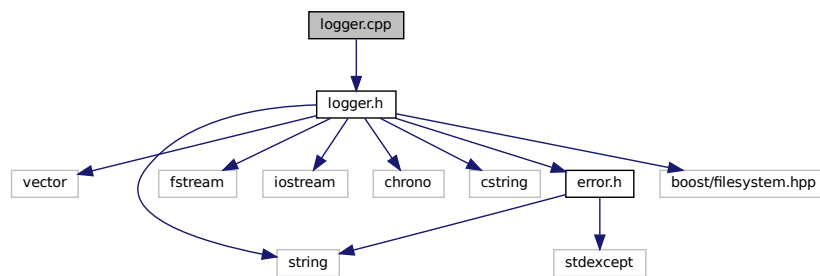 logger.cpp
logger.h
vector
fstream
iostream
chrono
cstring
error.h
boost/filesystem.hpp
string
stdexcept